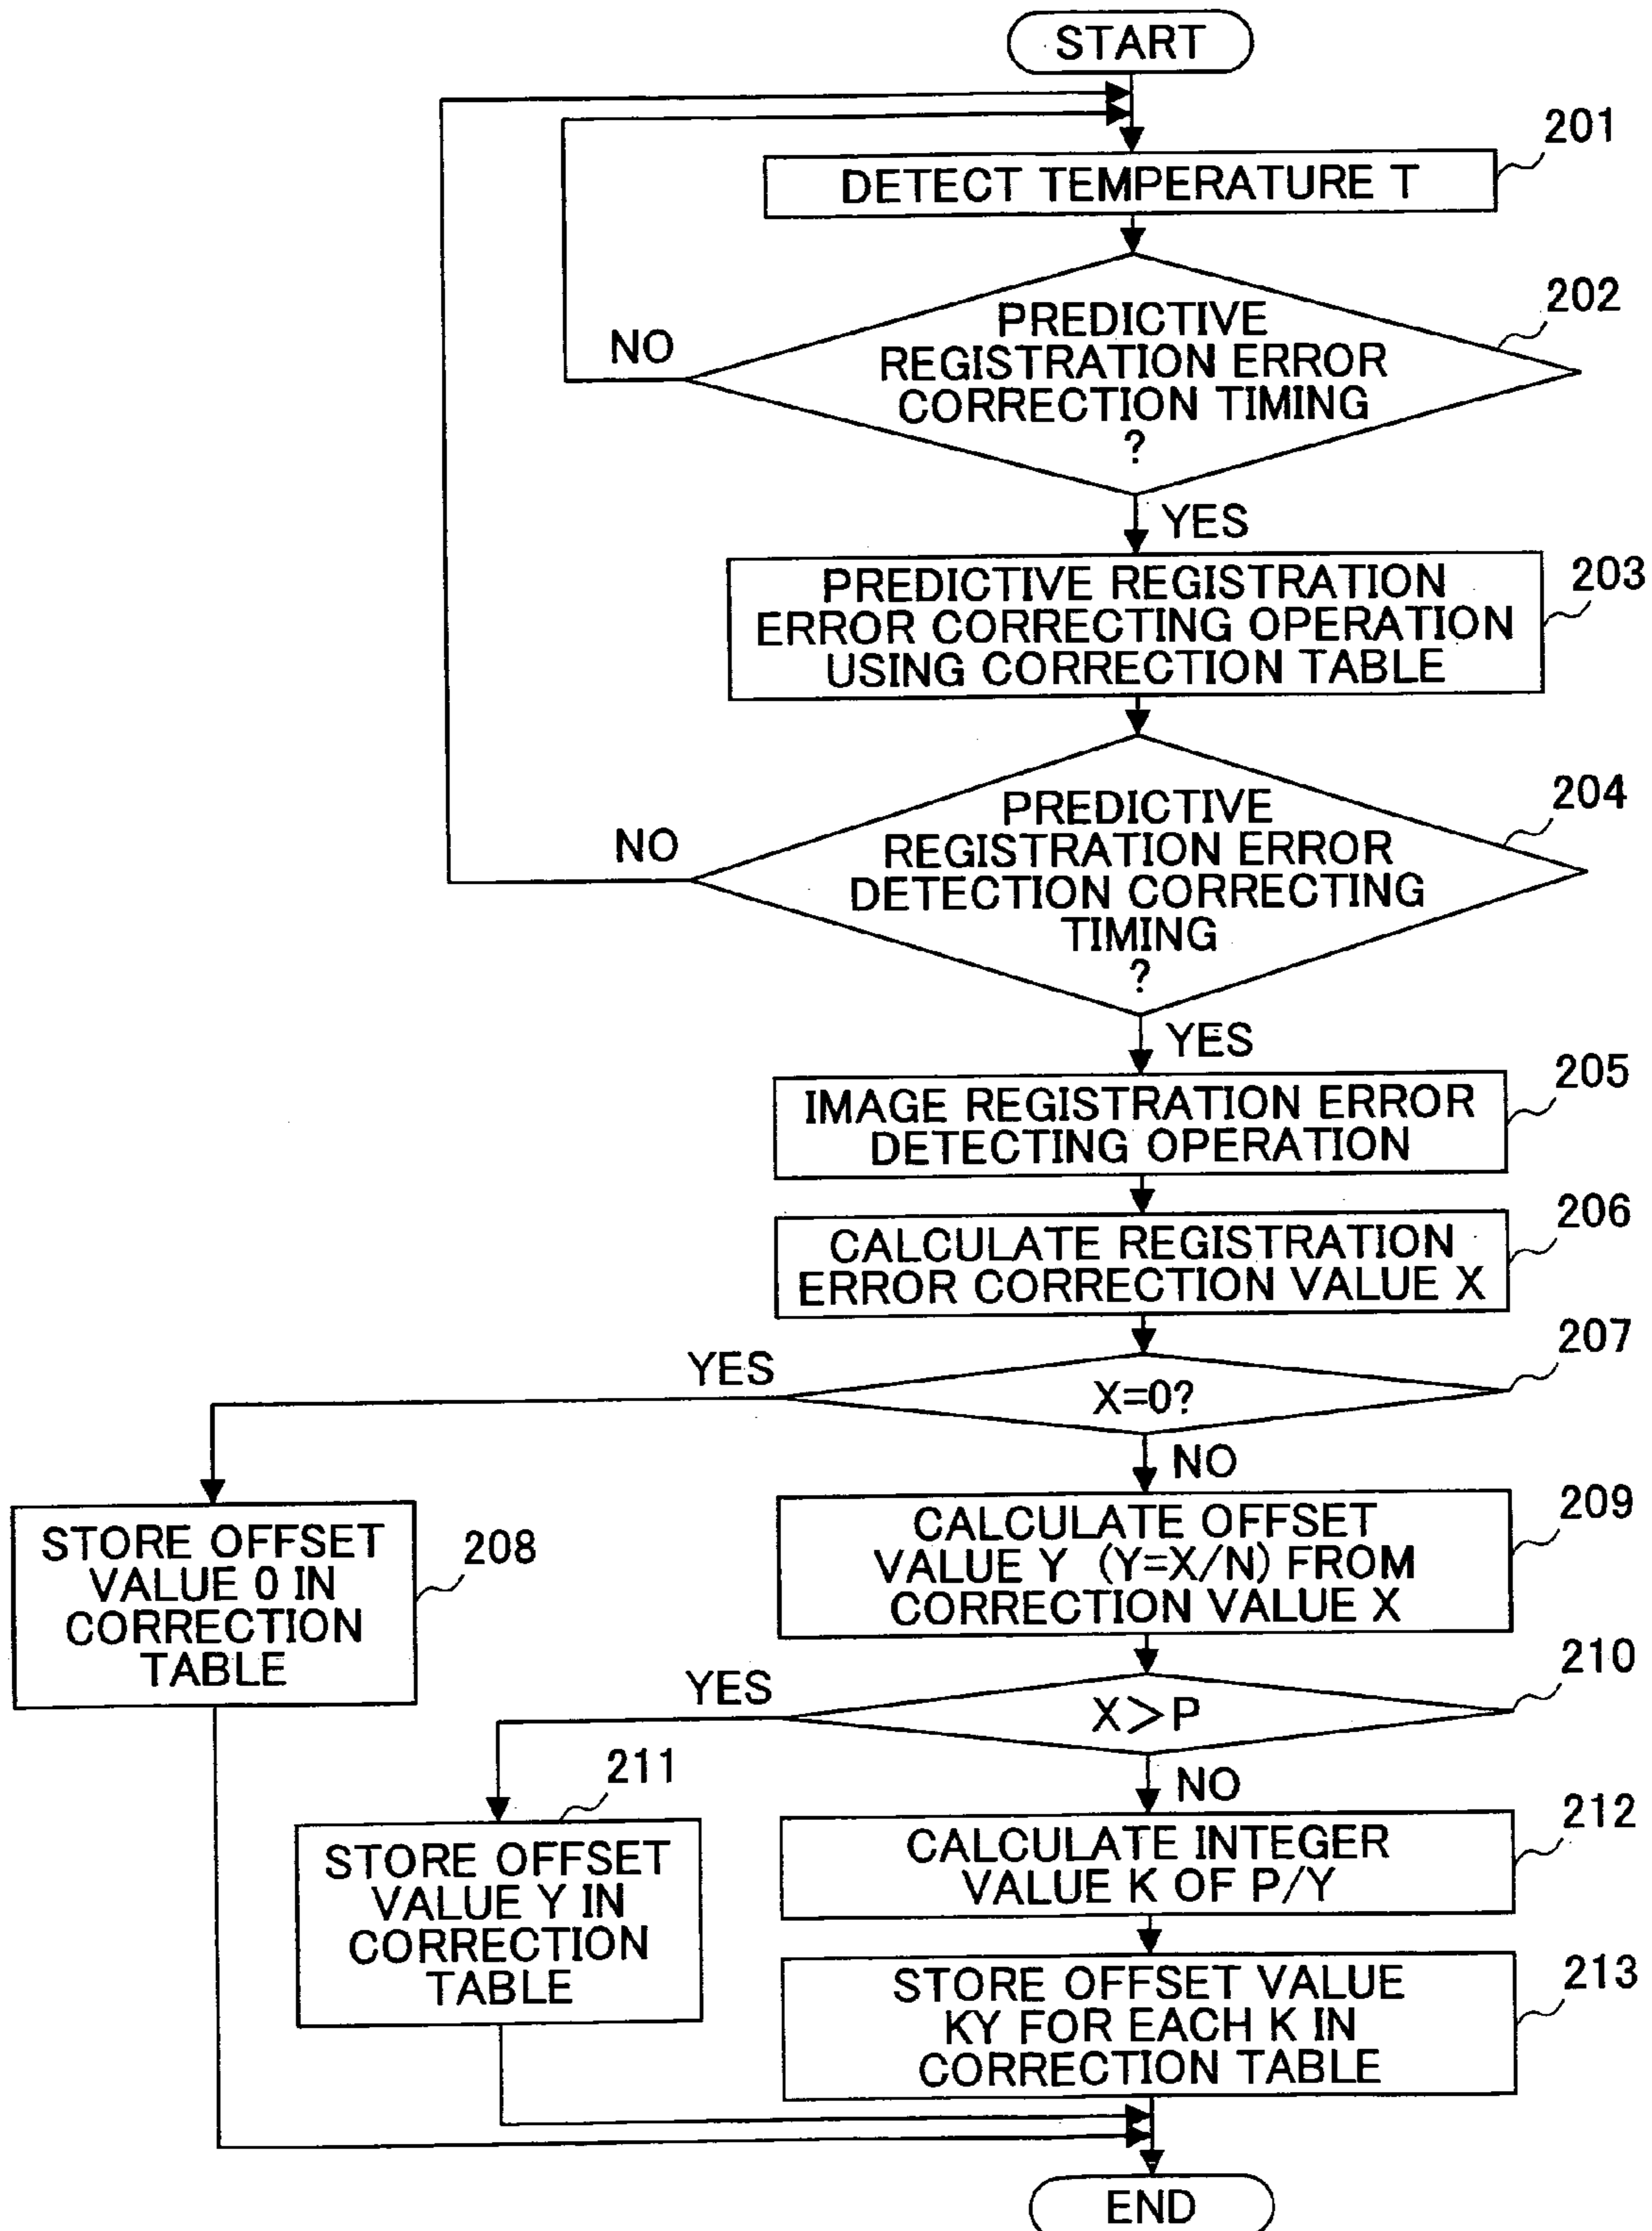 START
201
DETECT TEMPERATURE T
202
PREDICTIVE
REGISTRATION ERROR
CORRECTION TIMING
?
NO
YES
203
PREDICTIVE REGISTRATION
ERROR CORRECTING OPERATION
USING CORRECTION TABLE
204
PREDICTIVE
REGISTRATION ERROR
DETECTION CORRECTING
TIMING
?
NO
YES
205
IMAGE REGISTRATION ERROR
DETECTING OPERATION
206
CALCULATE REGISTRATION
ERROR CORRECTION VALUE X
207
X=0?
YES
NO
208
STORE OFFSET
VALUE 0 IN
CORRECTION
TABLE
209
CALCULATE OFFSET
VALUE Y (Y=X/N) FROM
CORRECTION VALUE X
210
X>P
YES
NO
211
STORE OFFSET
VALUE Y IN
CORRECTION
TABLE
212
CALCULATE INTEGER
VALUE K OF P/Y
213
STORE OFFSET VALUE
KY FOR EACH K IN
CORRECTION TABLE
END